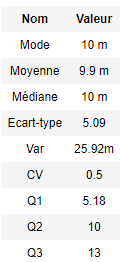 Nom Valeur
Mode 10 m
Moyenne 9.9 m
Médiane 10 m
Ecart-type 5.09
Var 25.92m
CV 0.5
Q1 5.18
Q2 10
Q3 13